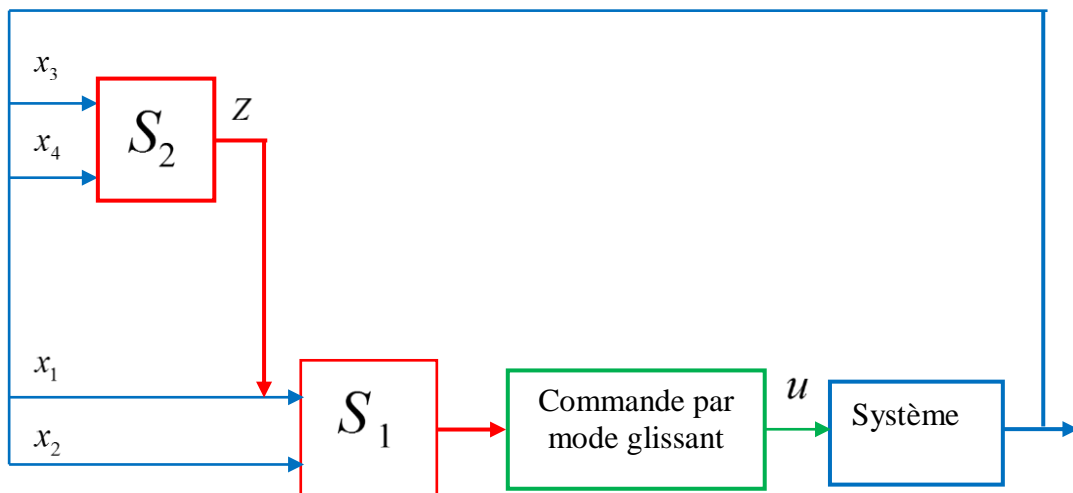 x₃
S₂
Z
x₄
x₁
S₁
Commande par
mode glissant
u
Système
x₂